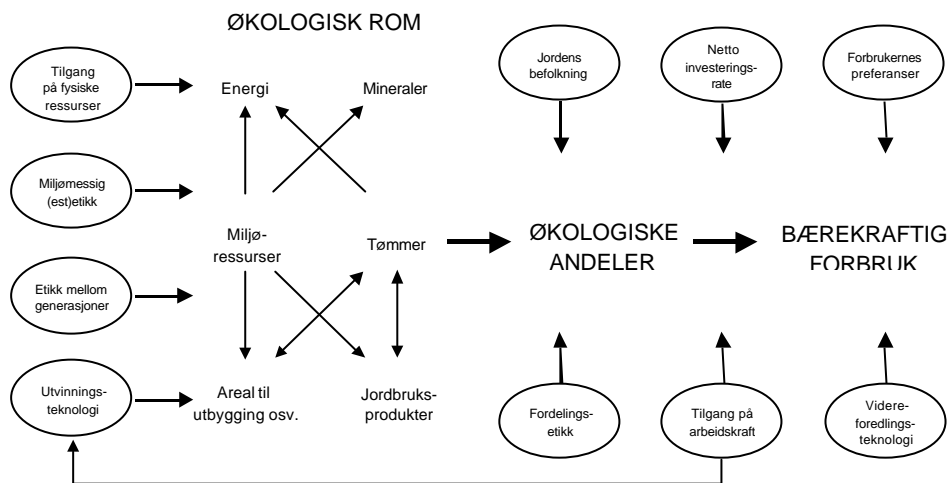 ØKOLOGISK ROM
Tilgang
på fysiske
ressurser
Miljømessig
(est)etikk
Etikk mellom
generasjoner
Utvinnings-
teknologi
Energi
Mineraler
Miljø-
ressurser
Tømmer
Areal til
utbygging osv.
Jordbruks-
produkter
Jordens
befolkning
Netto
investerings-
rate
Forbrukernes
preferanser
ØKOLOGISKE
ANDELER
BÆREKRAFTIG
FORBRUK
Fordelings-
etikk
Tilgang på
arbeidskraft
Videre-
foredlings-
teknologi